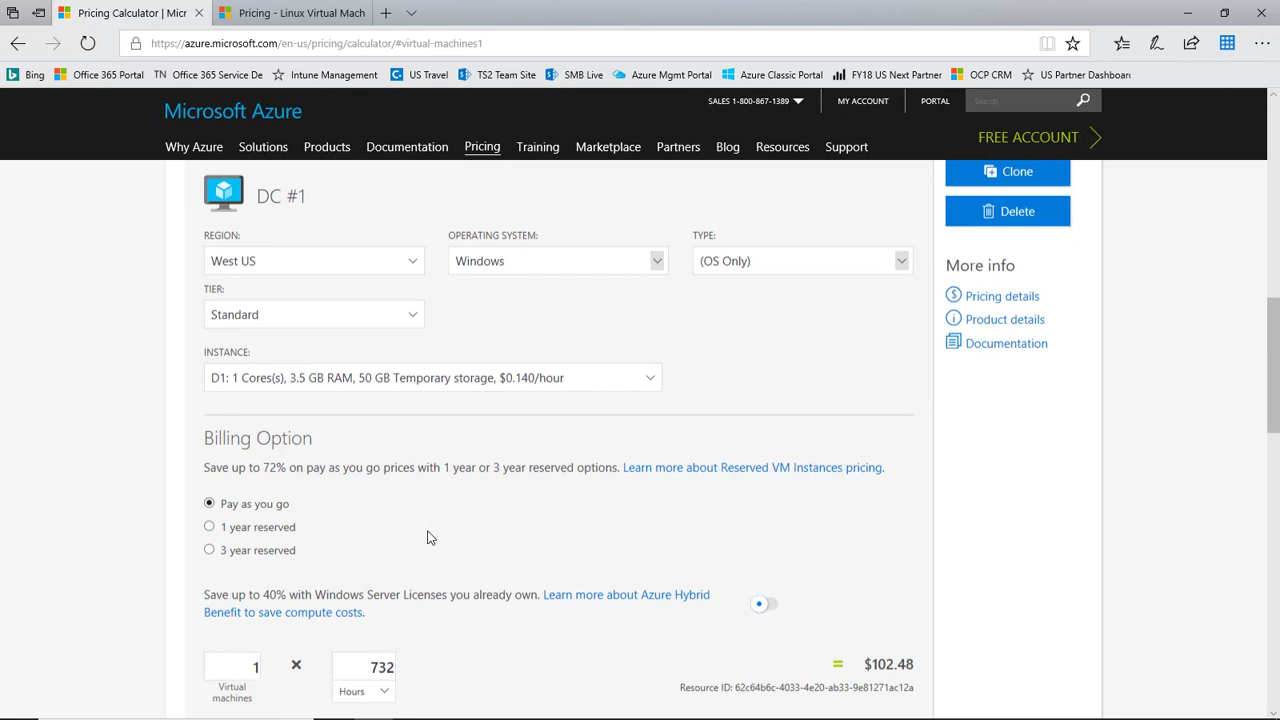 Pricing Calculator | Micr
Pricing - Linux Virtual Mach
https://azure.microsoft.com/en-us/pricing/calculator/#virtual-machines1
Bing Office 365 Portal TN Office 365 Service De Intune Management US Travel TS2 Team Site SMB Live Azure Mgmt Portal Azure Classic Portal FY18 US Next Partner OCP CRM US Partner Dashboard
Microsoft Azure SALES 1-800-867-1389 MY ACCOUNT PORTAL Search
FREE ACCOUNT
Why Azure Solutions Products Documentation Pricing Training Marketplace Partners Blog Resources Support
Clone
DC #1
Delete
REGION: OPERATING SYSTEM: TYPE:
West US Windows (OS Only)
More info
TIER:
Pricing details
Standard
Product details
Documentation
INSTANCE:
D1: 1 Cores(s), 3.5 GB RAM, 50 GB Temporary storage, $0.140/hour
Billing Option
Save up to 72% on pay as you go prices with 1 year or 3 year reserved options. Learn more about Reserved VM Instances pricing.
Pay as you go
1 year reserved
3 year reserved
Save up to 40% with Windows Server Licenses you already own. Learn more about Azure Hybrid
Benefit to save compute costs.
1 × 732 = $102.48
Virtual
machines
Hours
Resource ID: 62c64b6c-4033-4e20-ab33-9e81271ac12a